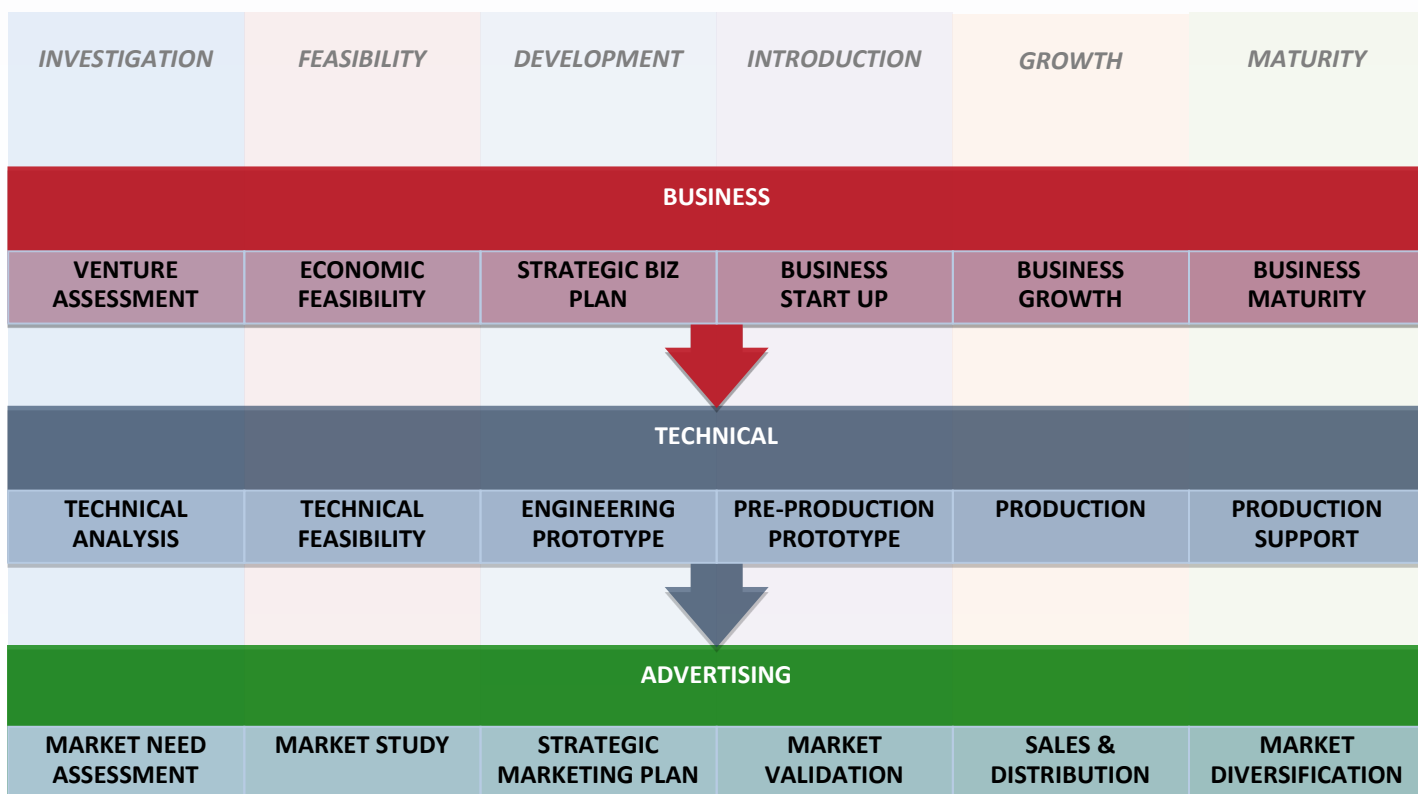 INVESTIGATION FEASIBILITY DEVELOPMENT INTRODUCTION GROWTH MATURITY
BUSINESS
VENTURE ECONOMIC STRATEGIC BIZ BUSINESS BUSINESS BUSINESS
ASSESSMENT FEASIBILITY PLAN START UP GROWTH MATURITY
TECHNICAL
TECHNICAL TECHNICAL ENGINEERING PRE-PRODUCTION PRODUCTION PRODUCTION
ANALYSIS FEASIBILITY PROTOTYPE PROTOTYPE SUPPORT
ADVERTISING
MARKET NEED MARKET STUDY STRATEGIC MARKET SALES & MARKET
ASSESSMENT MARKETING PLAN VALIDATION DISTRIBUTION DIVERSIFICATION